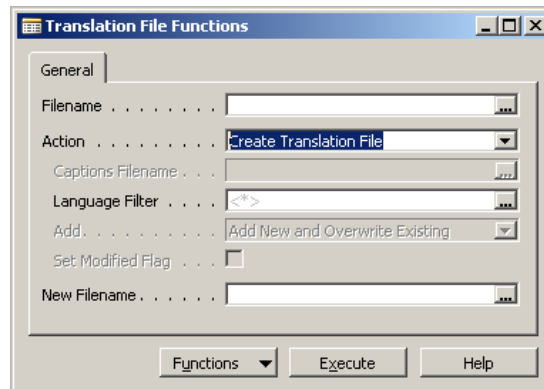 Translation File Functions
General
Filename . . . . . . . . ...
Action . . . . . . . . . Create Translation File
Captions Filename . . . ...
Language Filter . . . . <*> ...
Add. . . . . . . . . . Add New and Overwrite Existing
Set Modified Flag . . .
New Filename . . . . . . ...
Functions Execute Help